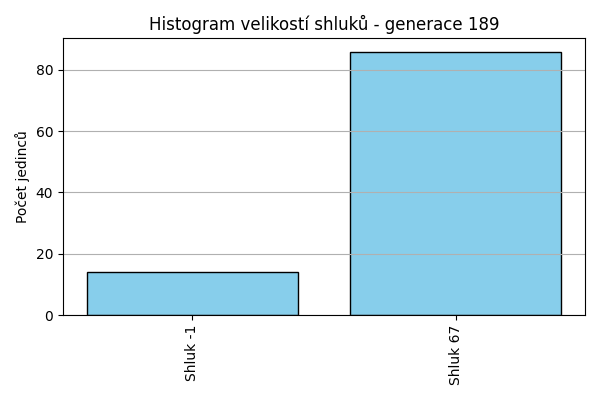 Histogram velikostí shluků - generace 189
Počet jedinců
80
60
40
20
0
Shluk -1
Shluk 67